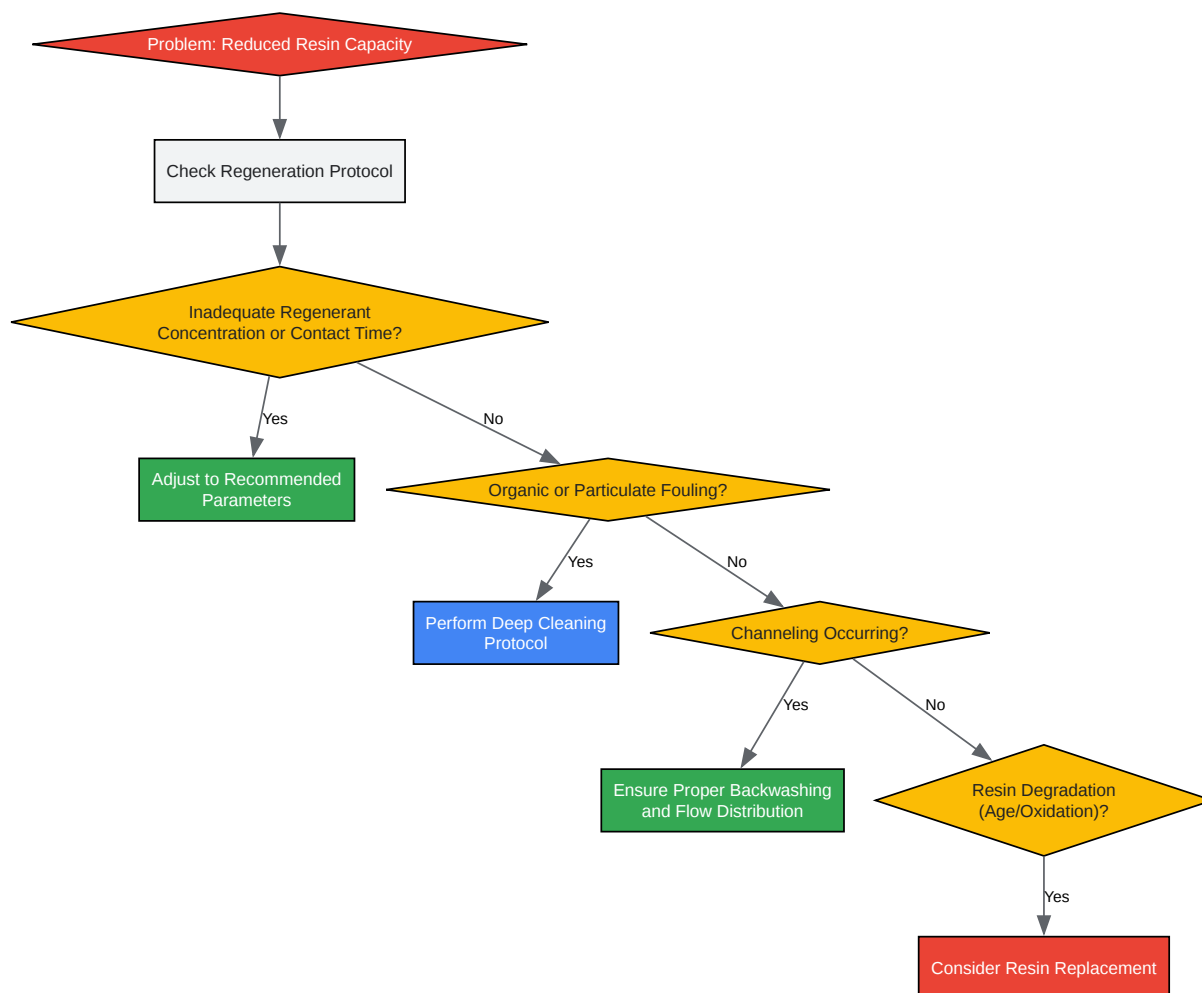 Problem: Reduced Resin Capacity
Check Regeneration Protocol
Inadequate Regenerant
Concentration or Contact Time?
Yes
No
Adjust to Recommended
Parameters
Organic or Particulate Fouling?
Yes
No
Perform Deep Cleaning
Protocol
Channeling Occurring?
Yes
No
Ensure Proper Backwashing
and Flow Distribution
Resin Degradation
(Age/Oxidation)?
Yes
Consider Resin Replacement